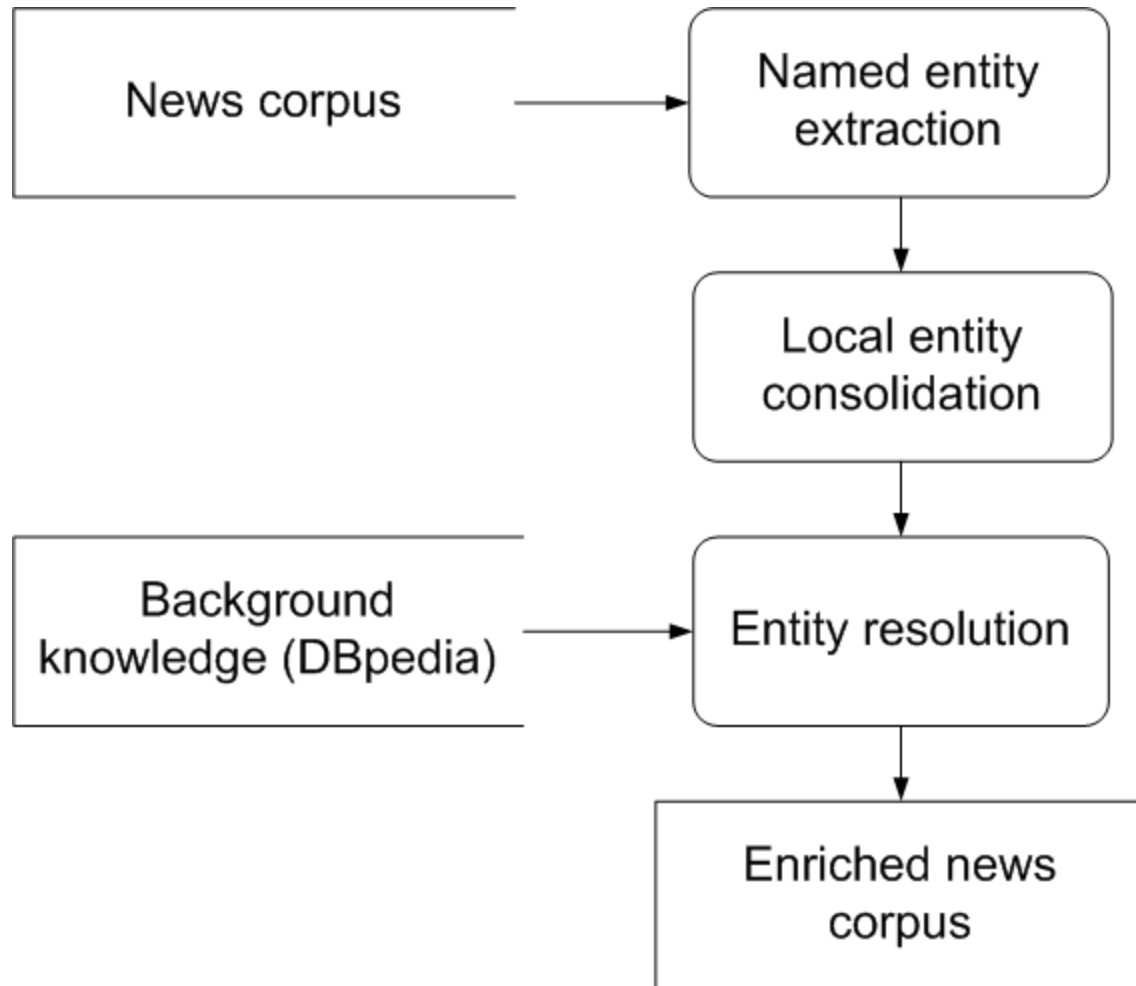 News corpus
Named entity
extraction
Local entity
consolidation
Background
knowledge (DBpedia)
Entity resolution
Enriched news
corpus